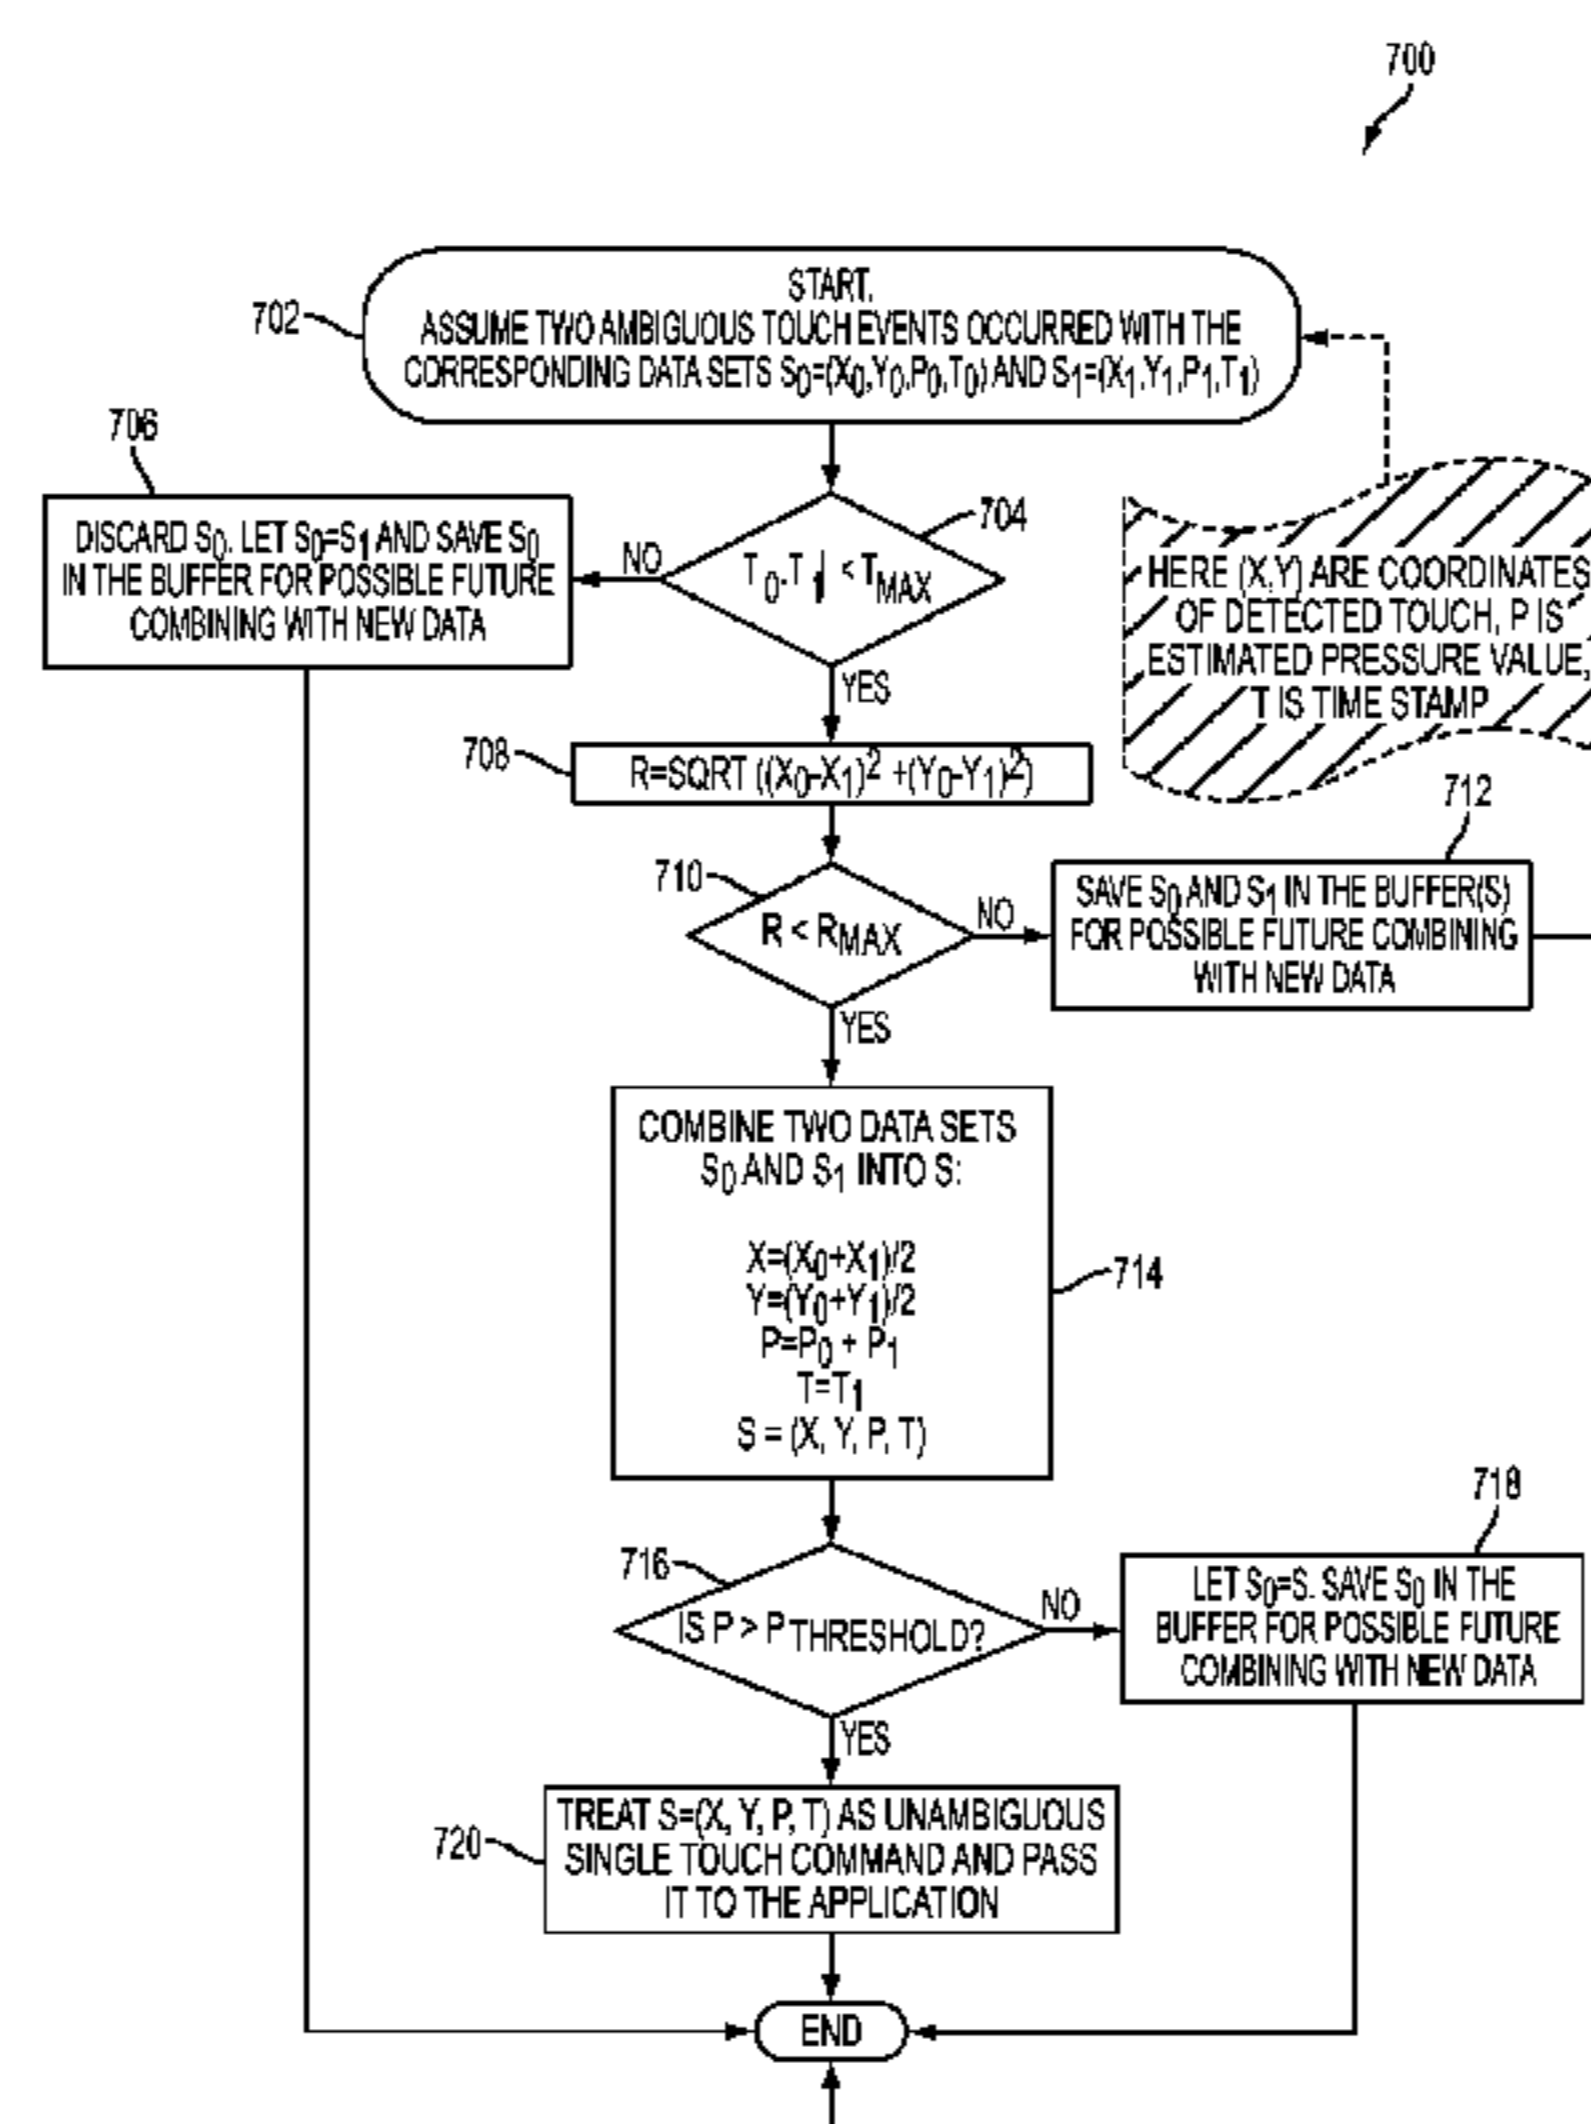 700
702
START.
ASSUME TWO AMBIGUOUS TOUCH EVENTS OCCURRED WITH THE
CORRESPONDING DATA SETS S0=(X0,Y0,P0,T0) AND S1=(X1,Y1,P1,T1)
706
DISCARD S0. LET S0=S1 AND SAVE S0
IN THE BUFFER FOR POSSIBLE FUTURE
COMBINING WITH NEW DATA
NO
704
T0-T1| < TMAX
YES
HERE (X,Y) ARE COORDINATES
OF DETECTED TOUCH, P IS
ESTIMATED PRESSURE VALUE,
T IS TIME STAMP
708
R=SQRT ((X0-X1)2 +(Y0-Y1)2)
710
R < RMAX
NO
712
SAVE S0 AND S1 IN THE BUFFER(S)
FOR POSSIBLE FUTURE COMBINING
WITH NEW DATA
YES
COMBINE TWO DATA SETS
S0 AND S1 INTO S:
X=(X0+X1)/2
Y=(Y0+Y1)/2
P=P0 + P1
T=T1
S = (X, Y, P, T)
714
716
IS P > PTHRESHOLD?
NO
718
LET S0=S. SAVE S0 IN THE
BUFFER FOR POSSIBLE FUTURE
COMBINING WITH NEW DATA
YES
720
TREAT S=(X, Y, P, T) AS UNAMBIGUOUS
SINGLE TOUCH COMMAND AND PASS
IT TO THE APPLICATION
END